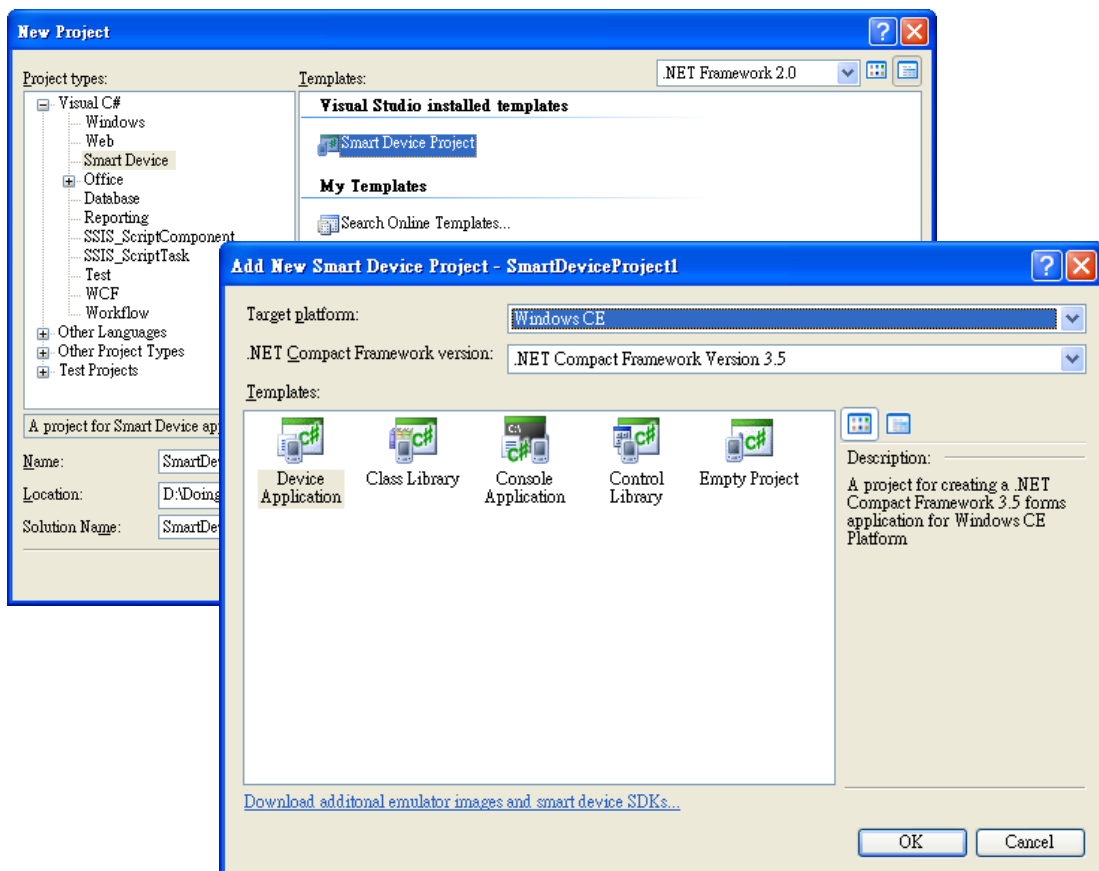 New Project
Project types:
Templates:
.NET Framework 2.0
Visual C#
Windows
Web
Smart Device
Office
Database
Reporting
SSIS_ScriptComponent
SSIS_ScriptTask
Test
WCF
Workflow
Other Languages
Other Project Types
Test Projects
Visual Studio installed templates
Smart Device Project
My Templates
Search Online Templates...
A project for Smart Device
Name:
Location:
D:\Doing
Solution Name:
Add New Smart Device Project - SmartDeviceProject1
Target platform:
Windows CE
.NET Compact Framework version:
.NET Compact Framework Version 3.5
Templates:
Device
Application
Class Library
Console
Application
Control
Library
Empty Project
Description:
A project for creating a .NET
Compact Framework 3.5 forms
application for Windows CE
Platform
Download additonal emulator images and smart device SDKs...
OK
Cancel